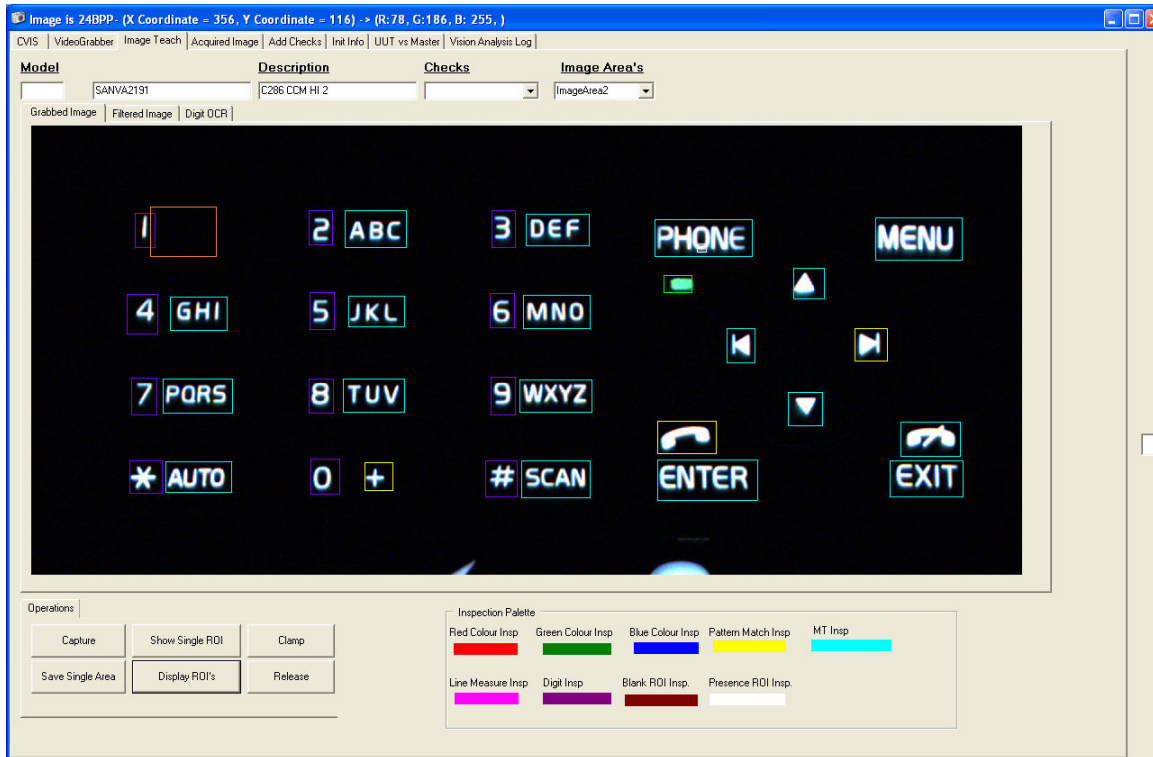 Image is 24BPP- (X Coordinate = 356, Y Coordinate = 116) -> (R:78, G:186, B: 255, )
CVIS VideoGrabber Image Teach Acquired Image Add Checks Init Info UUT vs Master Vision Analysis Log
Model Description Checks Image Area's
SANVA2191 C286 CCM HI 2 ImageArea2
Grabbed Image Filtered Image Digit OCR
1 2 ABC 3 DEF PHONE MENU
4 GHI 5 JKL 6 MNO
7 PQRS 8 TUV 9 WXYZ
* AUTO 0 + # SCAN ENTER EXIT
Operations
Capture Show Single ROI Clamp
Save Single Area Display ROI's Release
Inspection Palette
Red Colour Insp Green Colour Insp Blue Colour Insp Pattern Match Insp MT Insp
Line Measure Insp Digit Insp Blank ROI Insp. Presence ROI Insp.